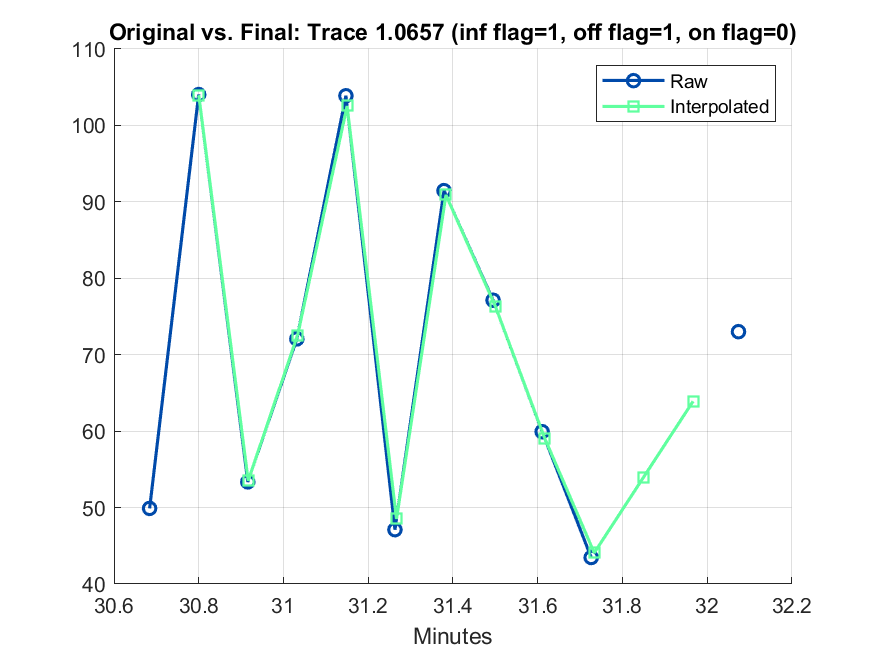 Original vs. Final: Trace 1.0657 (inf flag=1, off flag=1, on flag=0)
110
100
90
80
70
60
50
40
Raw
Interpolated
30.6 30.8 31 31.2 31.4 31.6 31.8 32 32.2
Minutes